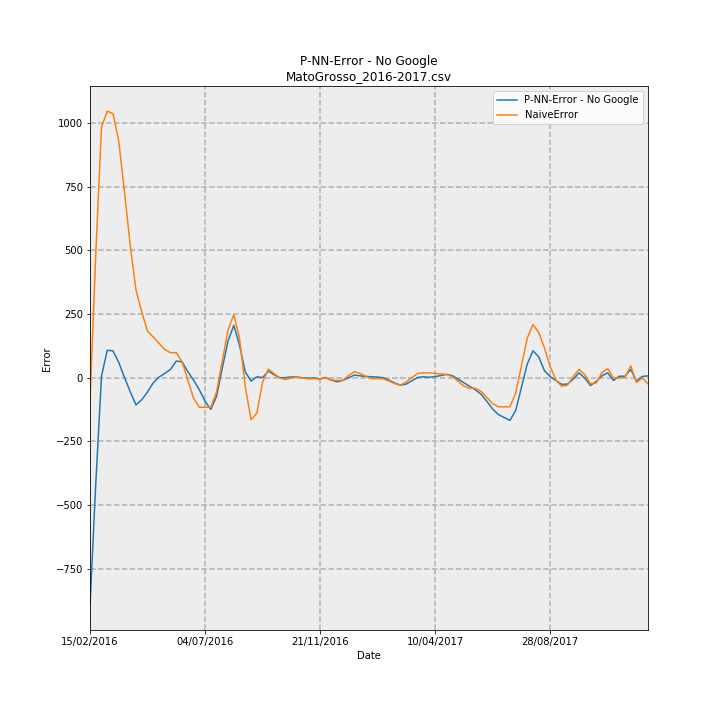 P-NN-Error - No Google
MatoGrosso_2016-2017.csv
P-NN-Error - No Google
NaiveError
1000
750
500
250
0
−250
−500
−750
Error
15/02/2016
04/07/2016
21/11/2016
10/04/2017
28/08/2017
Date